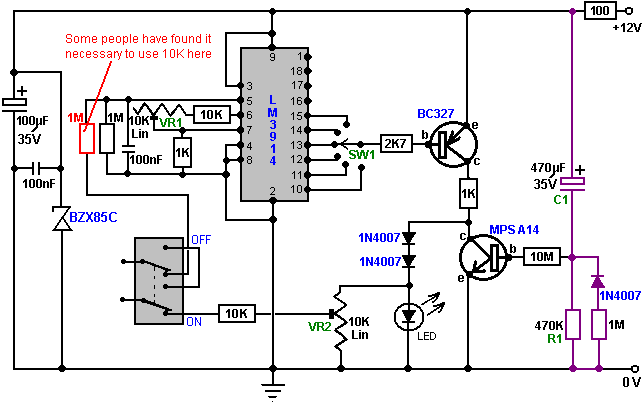 Some people have found it
necessary to use 10K here
100
+12V
9
1
18
3
17
1M
1M
10K
Lin
VR1
10K
5
6
7
4
8
LM3914
16
15
14
13
12
11
10
2
SW1
2K7
BC327
e
b
c
100µF
35V
100nF
100nF
1K
1K
470µF
35V
C1
BZX85C
OFF
ON
1N4007
1N4007
MPSA14
c
b
e
10M
1N4007
10K
VR2
10K
Lin
LED
470K
R1
1M
0V